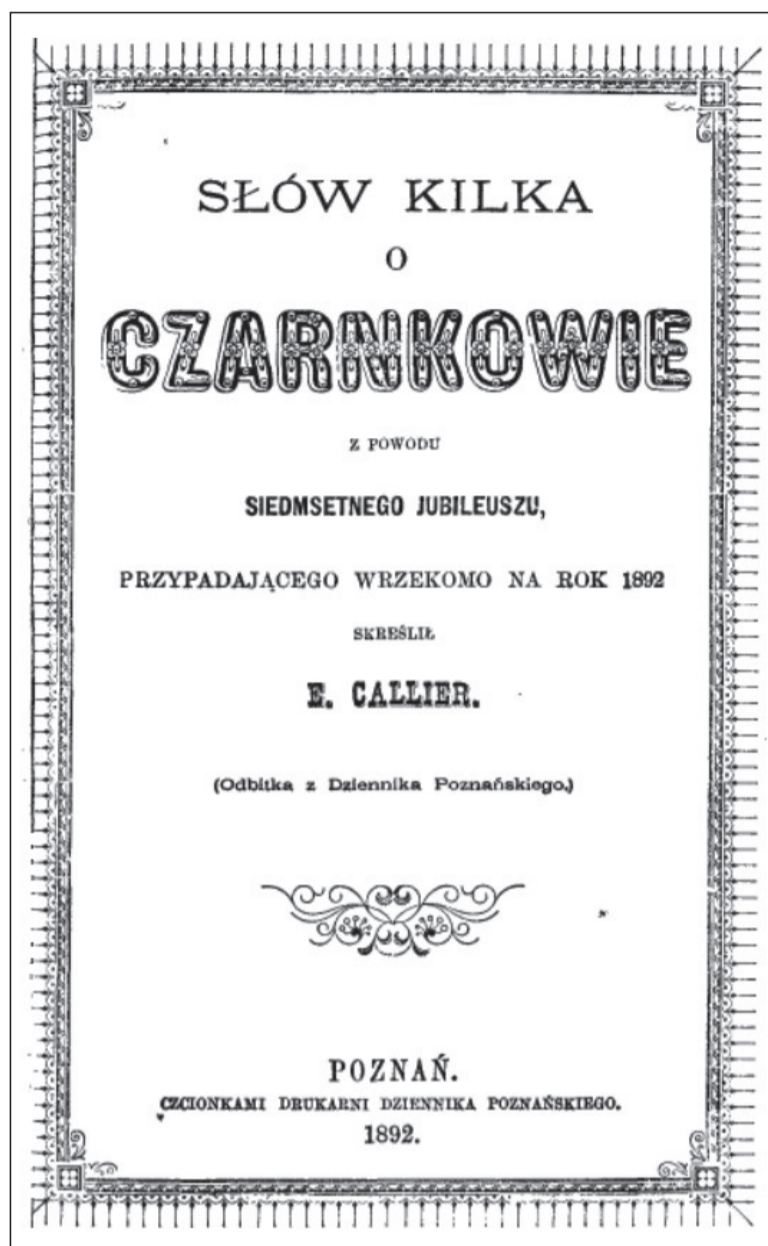 SŁÓW KILKA
O
CZARNKOWIE
Z POWODU
SIEDMSETNEGO JUBILEUSZU,
PRZYPADAJĄCEGO WRZEKOMO NA ROK 1892
SKREŚLIŁ
E. CALLIER.
(Odbitka z Dziennika Poznańskiego.)
POZNAŃ.
CZCIONKAMI DRUKARNI DZIENNIKA POZNAŃSKIEGO.
1892.